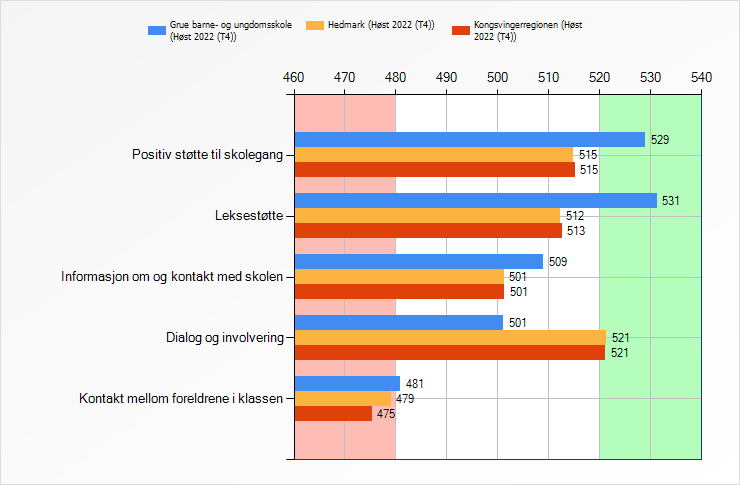 Grue barne- og ungdomsskole
(Høst 2022 (T4))
Hedmark (Høst 2022 (T4))
Kongsvingerregionen (Høst
2022 (T4))
460 470 480 490 500 510 520 530 540
Positiv støtte til skolegang
529
515
515
Leksestøtte
531
512
513
Informasjon om og kontakt med skolen
509
501
501
Dialog og involvering
501
521
521
Kontakt mellom foreldrene i klassen
481
479
475